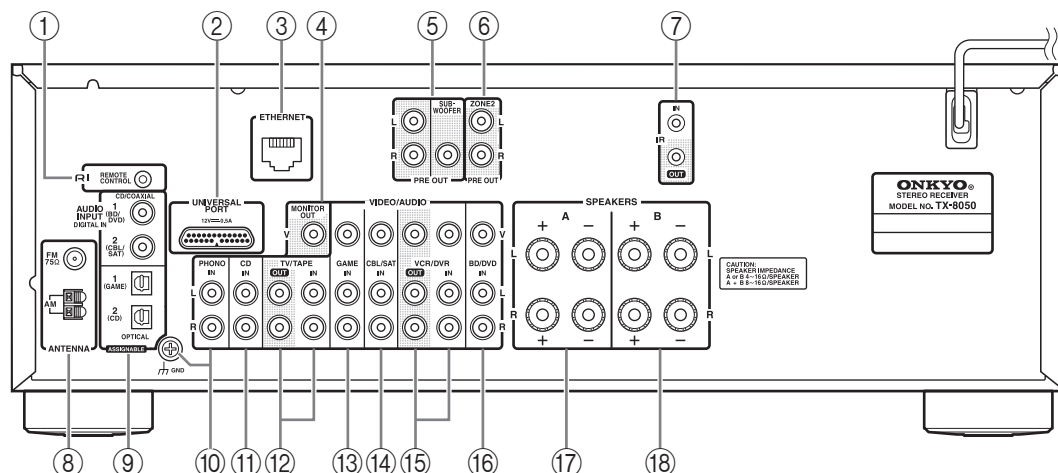 ① ② ③ ④ ⑤ ⑥ ⑦
ETHERNET
SUB-
WOOFER
ZONE2
L
R
L
R
PRE OUT
PRE OUT
IN
IR
OUT
RI
REMOTE
CONTROL
AUDIO
INPUT
DIGITAL IN
CD/COAXIAL
1
(BD/
DVD)
2
(CBL/
SAT)
1
(GAME)
2
(CD)
OPTICAL
ASSIGNABLE
UNIVERSAL
PORT
12V⎓0.5A
MONITOR
OUT
V
VIDEO/AUDIO
V
PHONO
IN
CD
IN
TV/TAPE
OUT
IN
GAME
IN
CBL/SAT
IN
VCR/DVR
OUT
IN
BD/DVD
IN
L
R
L
R
FM
75Ω
AM
ANTENNA
GND
SPEAKERS
A
B
+ − + −
L
L
R
R
+ − + −
CAUTION:
SPEAKER IMPEDANCE
A or B 4~16Ω/SPEAKER
A + B 8~16Ω/SPEAKER
ONKYO®
STEREO RECEIVER
MODEL NO. TX-8050
⑧ ⑨ ⑩ ⑪ ⑫ ⑬ ⑭ ⑮ ⑯ ⑰ ⑱